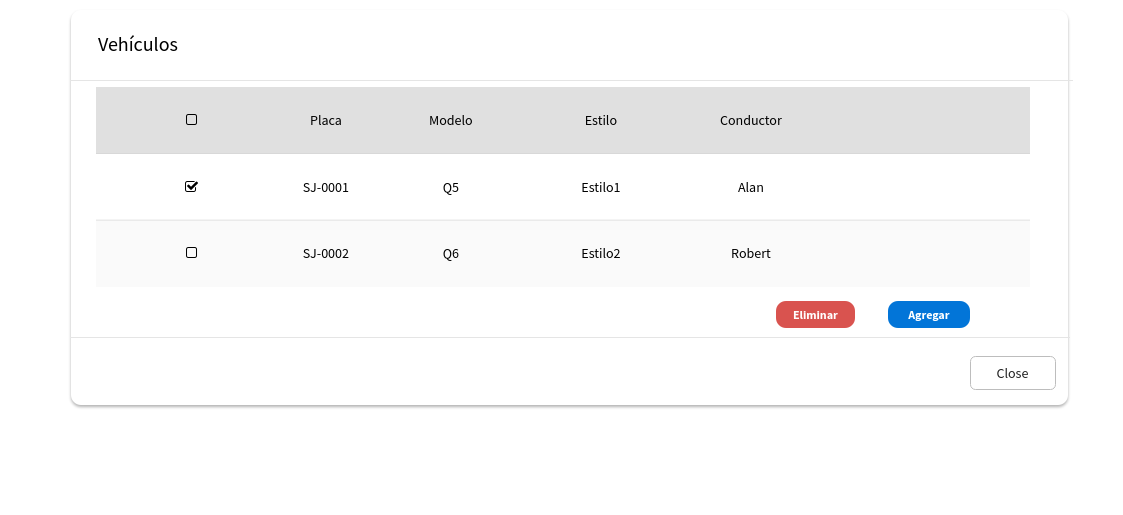 Vehículos
Placa Modelo Estilo Conductor
SJ-0001 Q5 Estilo1 Alan
SJ-0002 Q6 Estilo2 Robert
Eliminar Agregar
Close